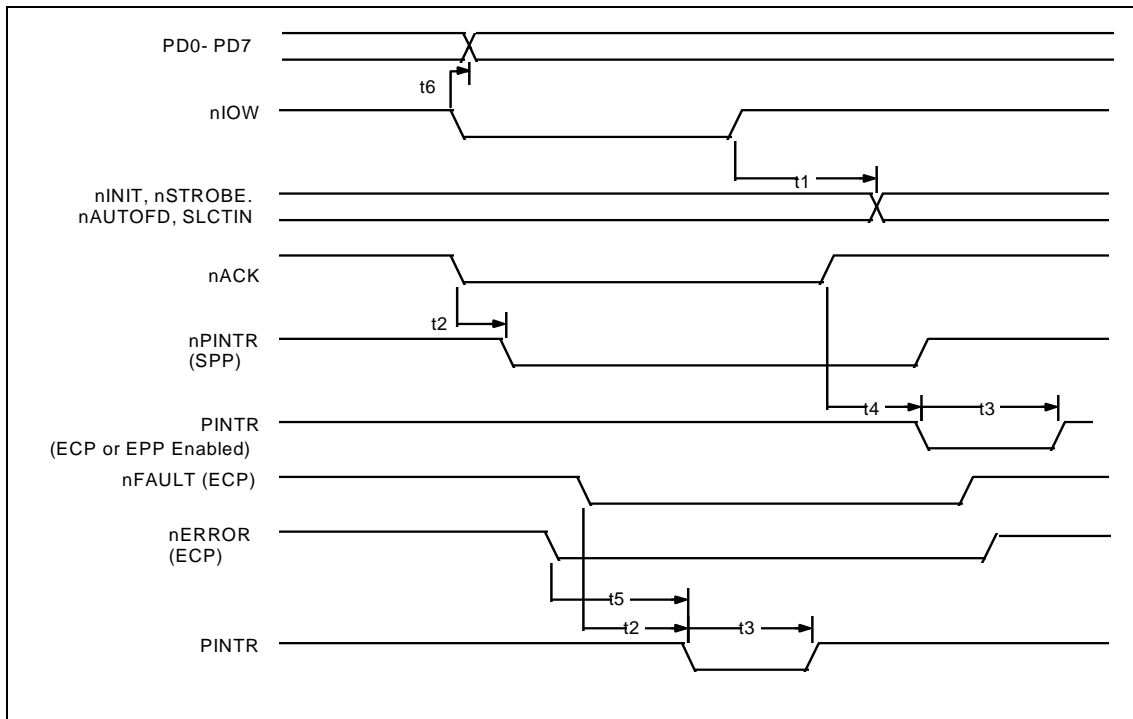 PD0- PD7
t6
nIOW
t1
nINIT, nSTROBE.
nAUTOFD, SLCTIN
nACK
t2
nPINTR
(SPP)
t4
t3
PINTR
(ECP or EPP Enabled)
nFAULT (ECP)
nERROR
(ECP)
t5
t2
t3
PINTR